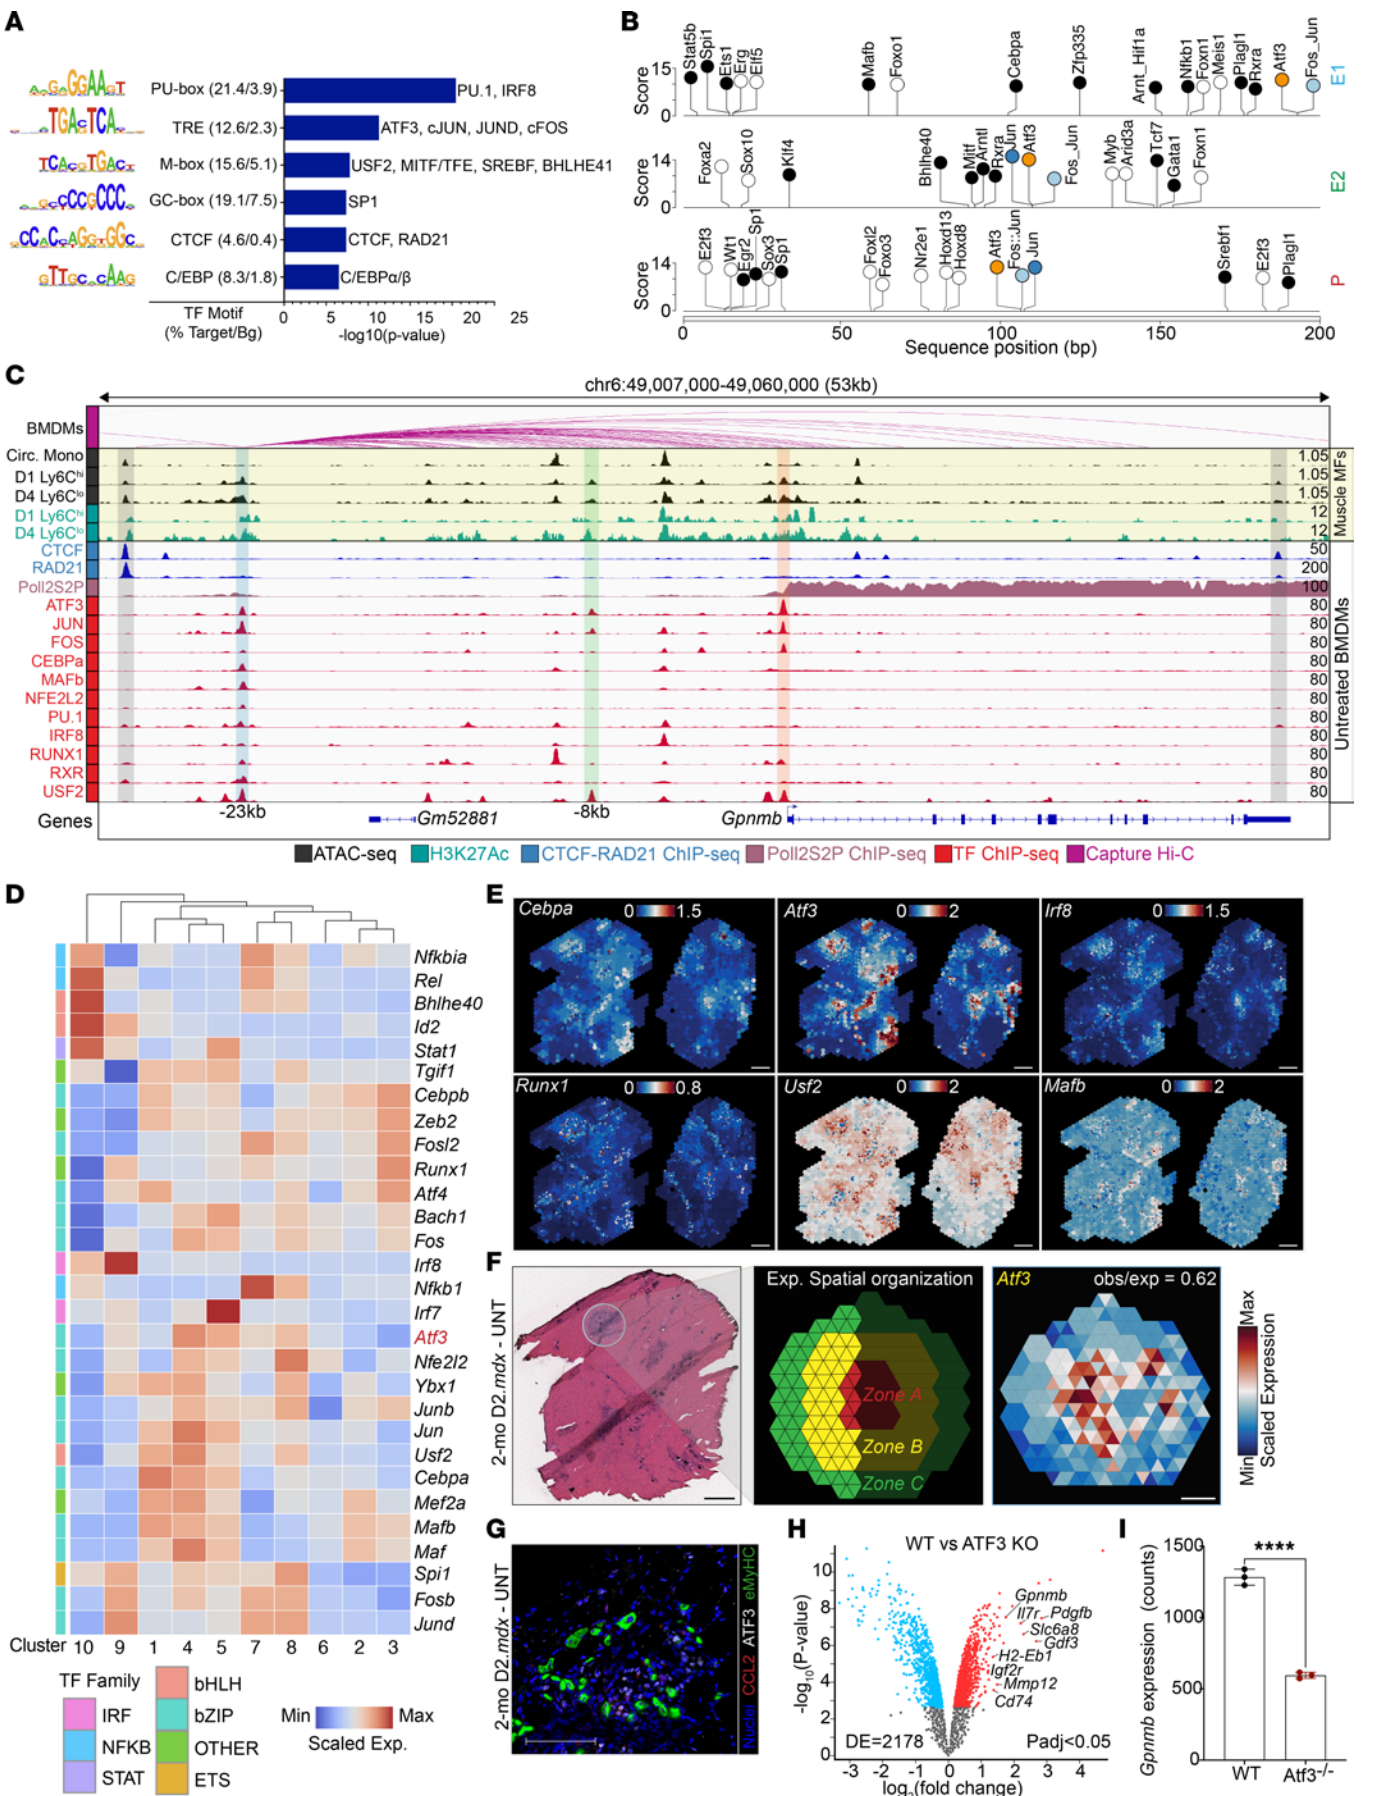 A
PU-box (21.4/3.9)
PU.1, IRF8
TRE (12.6/2.3)
ATF3, cJUN, JUND, cFOS
M-box (15.6/5.1)
USF2, MITF/TFE, SREBF, BHLHE41
GC-box (19.1/7.5)
SP1
CTCF (4.6/0.4)
CTCF, RAD21
C/EBP (8.3/1.8)
C/EBPα/β
TF Motif
(% Target/Bg)
0 5 10 15 20 25
-log10(p-value)
B
Stat5b Spi1 Ets1 Erg Elf5 Mafb Foxo1 Cebpa Zfp335 Arnt_Hif1a Nfkb1 Foxn1 Meis1 Plagl1 Rxra Atf3 Fos_Jun
Score 15 0
E1
Foxa2 Sox10 Klf4 Bhlhe40 Mitf Arntl Rxra Jun Atf3 Fos_Jun Myb Arid3a Tcf7 Gata1 Foxn1
Score 14 0
E2
E2f3 Wt1 Egr2 Sp1 Sox3 Sp1 Foxl2 Foxo3 Nr2e1 Hoxd13 Hoxd8 Atf3 Fos::Jun Jun Srebf1 E2f3 Plagl1
Score 14 0
P
0 50 100 150 200
Sequence position (bp)
C
chr6:49,007,000-49,060,000 (53kb)
BMDMs
Circ. Mono 1.05
D1 Ly6Chi 1.05
D4 Ly6Clo 1.05
D1 Ly6Chi 12
D4 Ly6Clo 12
Muscle MFs
CTCF 50
RAD21 200
PolI2S2P 100
ATF3 80
JUN 80
FOS 80
CEBPa 80
MAFb 80
NFE2L2 80
PU.1 80
IRF8 80
RUNX1 80
RXR 80
USF2 80
Untreated BMDMs
-23kb -8kb
Genes Gm52881 Gpnmb
ATAC-seq H3K27Ac CTCF-RAD21 ChIP-seq PolI2S2P ChIP-seq TF ChIP-seq Capture Hi-C
D
Nfkbia
Rel
Bhlhe40
Id2
Stat1
Tgif1
Cebpb
Zeb2
Fosl2
Runx1
Atf4
Bach1
Fos
Irf8
Nfkb1
Irf7
Atf3
Nfe2l2
Ybx1
Junb
Jun
Usf2
Cebpa
Mef2a
Mafb
Maf
Spi1
Fosb
Jund
Cluster 10 9 1 4 5 7 8 6 2 3
TF Family
IRF
NFKB
STAT
bHLH
bZIP
OTHER
ETS
Min Max
Scaled Exp.
E
Cebpa 0 1.5
Atf3 0 2
Irf8 0 1.5
Runx1 0 0.8
Usf2 0 2
Mafb 0 2
F
2-mo D2.mdx - UNT
Exp. Spatial organization
Zone A
Zone B
Zone C
Atf3 obs/exp = 0.62
Max
Scaled Expression
Min
G
2-mo D2.mdx - UNT
Nuclei CCL2 ATF3 eMyHC
H
WT vs ATF3 KO
-log10(P-value)
10
8
6
4
2
0
Gpnmb
Il7r Pdgfb
Slc6a8
Gdf3
H2-Eb1
Igf2r
Mmp12
Cd74
DE=2178 Padj<0.05
-3 -2 -1 0 1 2 3 4
log2(fold change)
I
Gpnmb expression (counts)
1500
1000
500
0
****
WT Atf3-/-